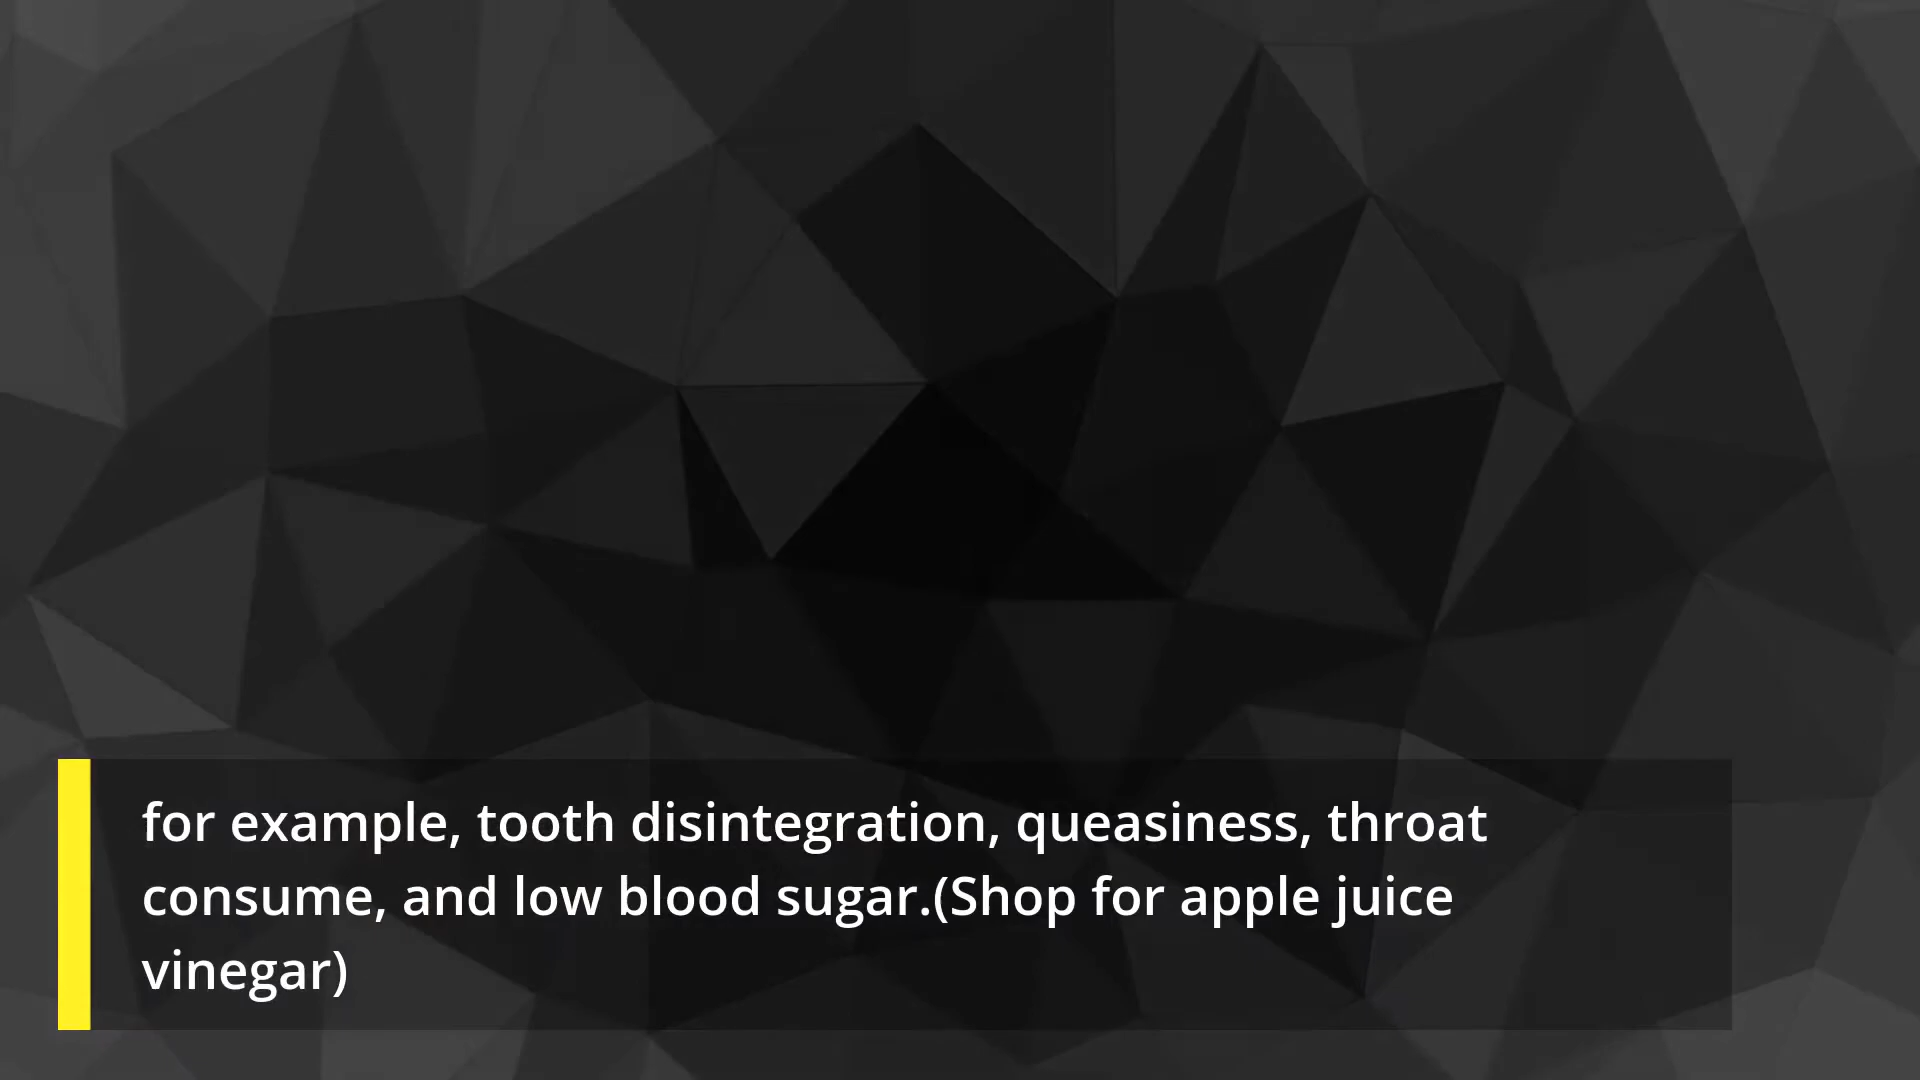 for example, tooth disintegration, queasiness, throat
consume, and low blood sugar.(Shop for apple juice
vinegar)